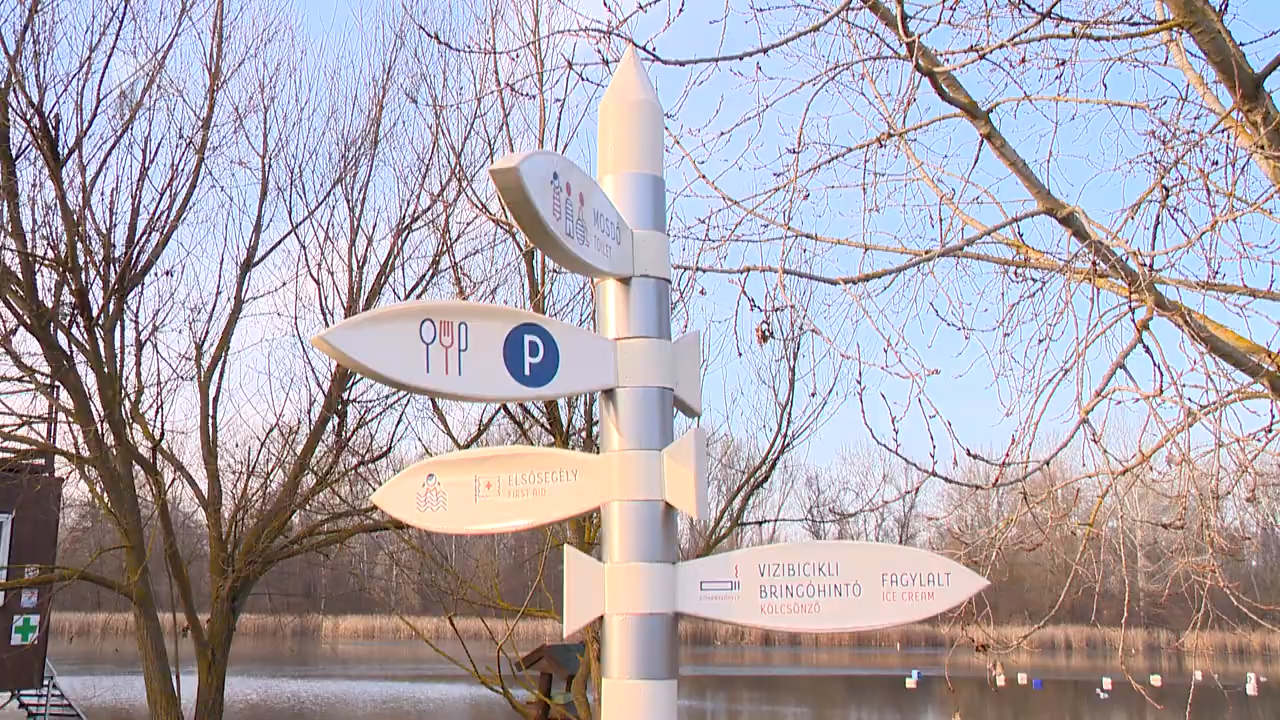 MOSDÓ
TOILET
P
ELSŐSEGÉLY
FIRST AID
VIZIBICIKLI
BRINGÓHINTÓ
KÖLCSÖNZŐ
FAGYLALT
ICE CREAM